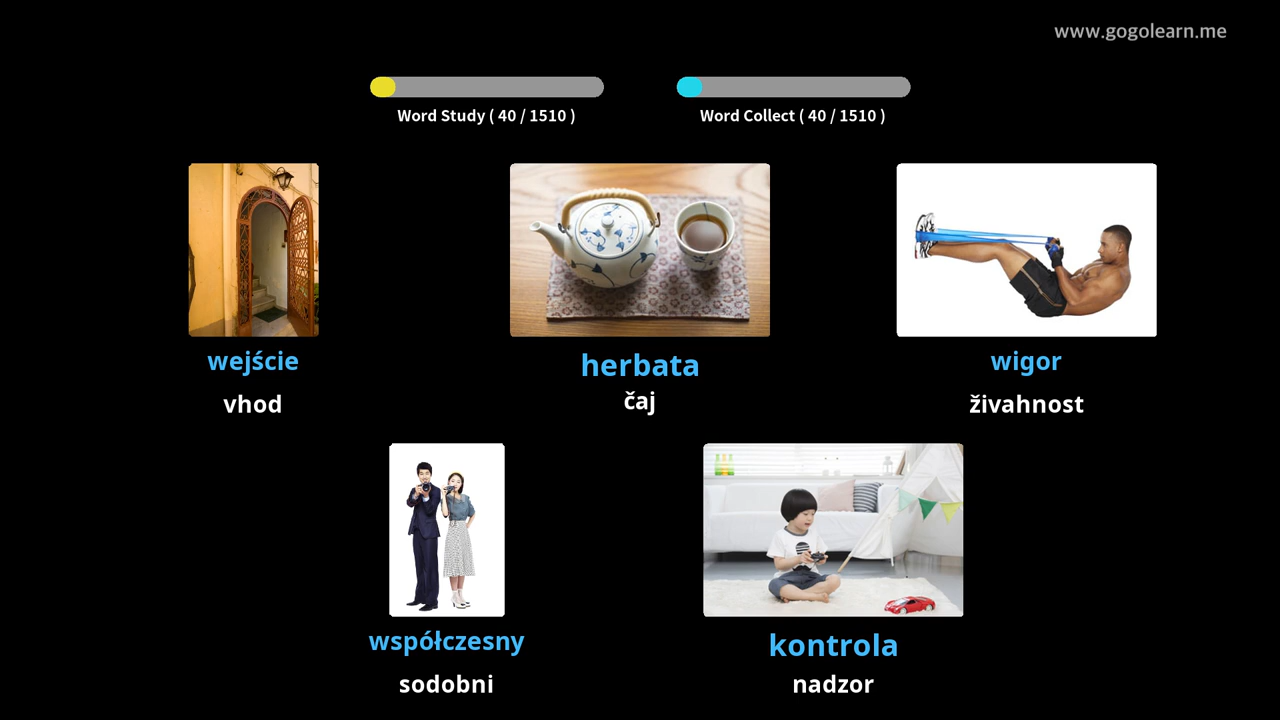 www.gogolearn.me
Word Study ( 40 / 1510 )
Word Collect ( 40 / 1510 )
wejście
herbata
wigor
vhod
čaj
živahnost
współczesny
kontrola
sodobni
nadzor